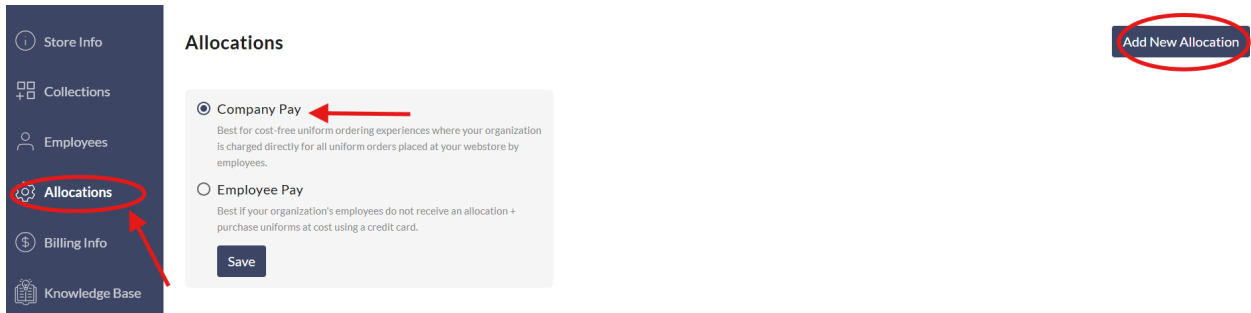 Store Info
Collections
Employees
Allocations
Billing Info
Knowledge Base
Allocations
Add New Allocation
Company Pay
Best for cost-free uniform ordering experiences where your organization
is charged directly for all uniform orders placed at your webstore by
employees.
Employee Pay
Best if your organization's employees do not receive an allocation +
purchase uniforms at cost using a credit card.
Save